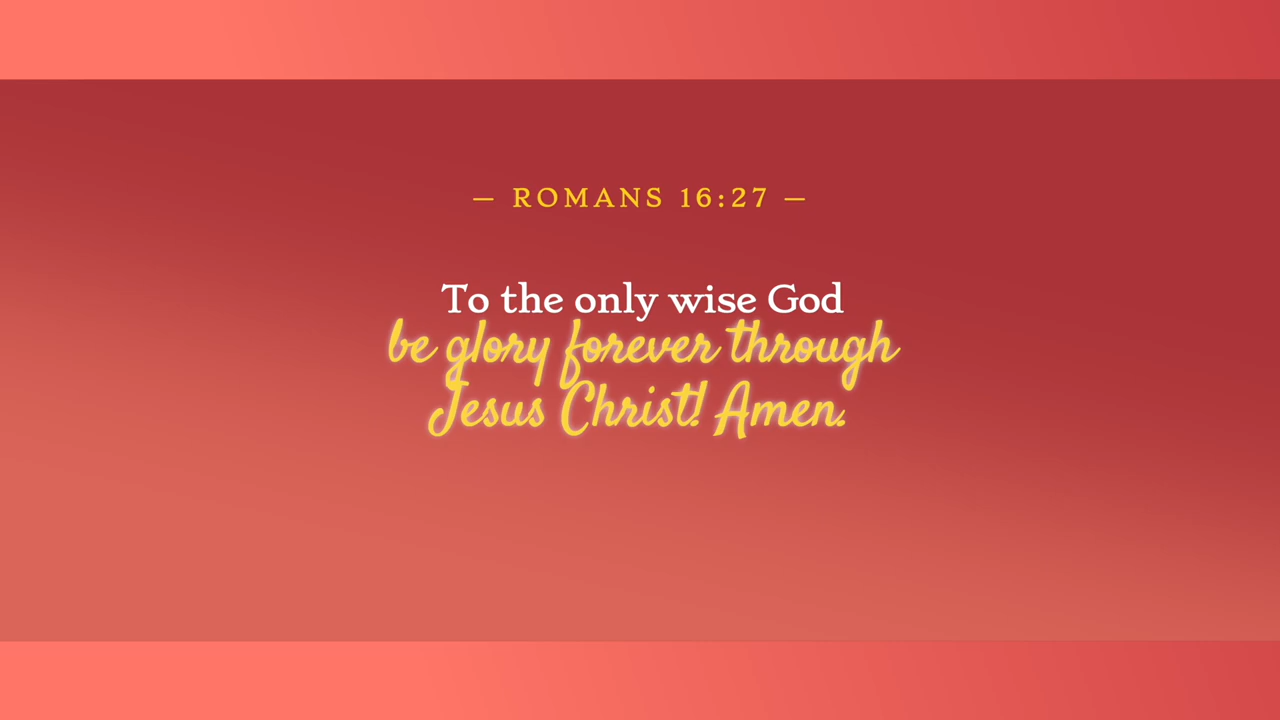 — ROMANS 16:27 —
To the only wise God
be glory forever through
Jesus Christ! Amen.